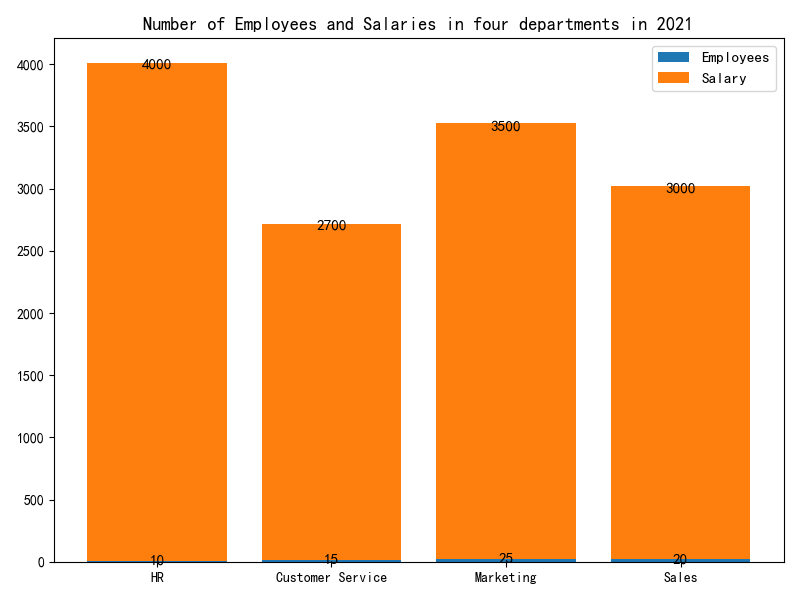 Number of Employees and Salaries in four departments in 2021
Employees
Salary
4000
3500
3000
2500
2000
1500
1000
500
0
4000
2700
3500
3000
10
15
25
20
HR
Customer Service
Marketing
Sales